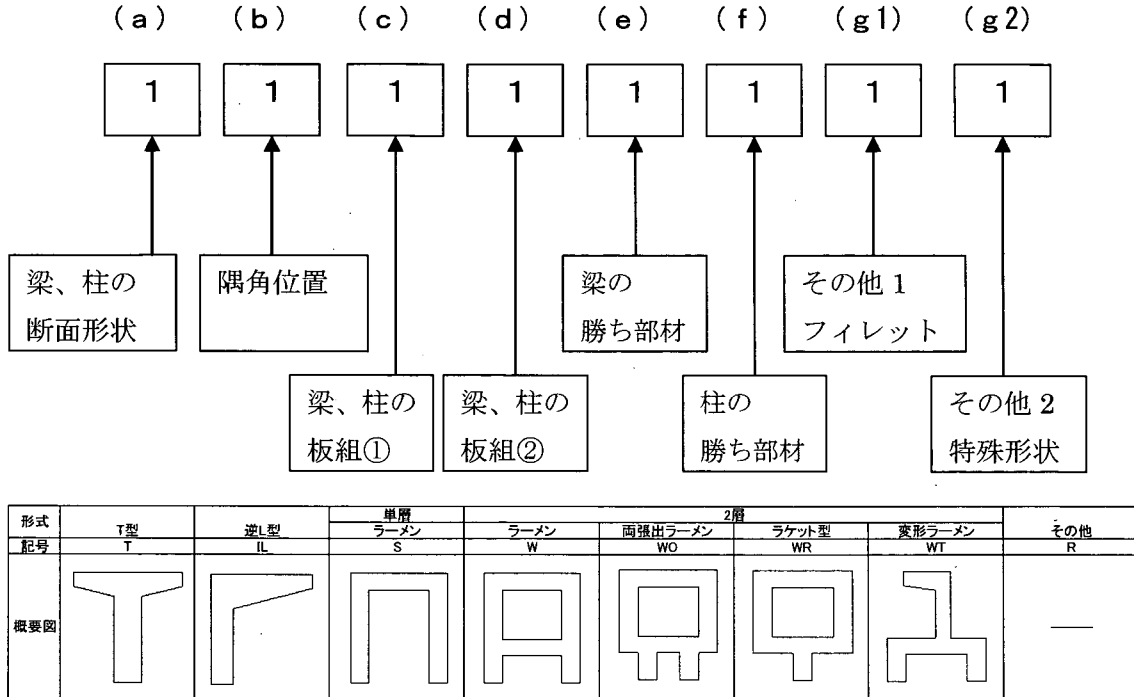 (a) (b) (c) (d) (e) (f) (g1) (g2)
1 1 1 1 1 1 1 1
梁、柱の
断面形状
隅角位置
梁の
勝ち部材
その他1
フィレット
梁、柱の
板組①
梁、柱の
板組②
柱の
勝ち部材
その他2
特殊形状
形式 T型 逆L型 単層 2層 その他
ラーメン ラーメン 両張出ラーメン ラケット型 変形ラーメン
記号 T IL S W WO WR WT R
概要図